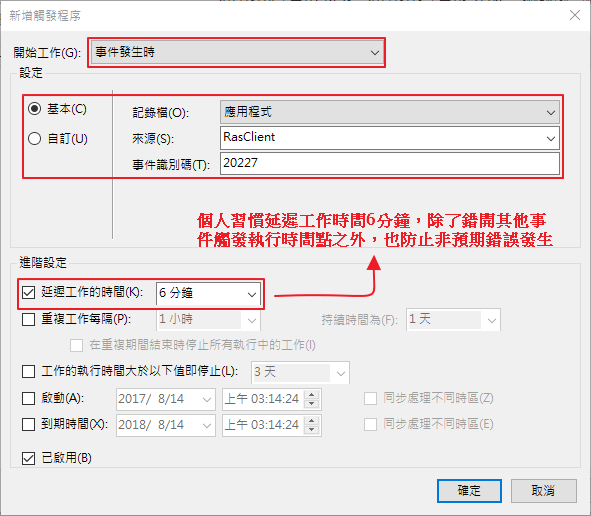 新增觸發程序
開始工作(G): 事件發生時
設定
基本(C)
自訂(U)
記錄檔(O): 應用程式
來源(S): RasClient
事件識別碼(T): 20227
個人習慣延遲工作時間6分鐘，除了錯開其他事
件觸發執行時間點之外，也防止非預期錯誤發生
進階設定
延遲工作的時間(K): 6 分鐘
重複工作每隔(P): 1 小時 持續時間為(F): 1 天
在重複期間結束時停止所有執行中的工作(I)
工作的執行時間大於以下值即停止(L): 3 天
啟動(A): 2017/ 8/14 上午 03:14:24 同步處理不同時區(Z)
到期時間(X): 2018/ 8/14 上午 03:14:24 同步處理不同時區(E)
已啟用(B)
確定 取消